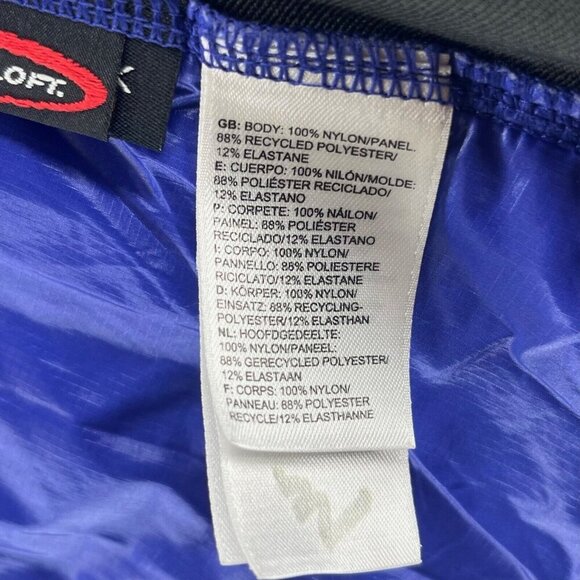 LOFT.
GB: BODY: 100% NYLON/PANEL.
88% RECYCLED POLYESTER/
12% ELASTANE
E: CUERPO: 100% NILÓN/MOLDE:
88% POLIÉSTER RECICLADO/
12% ELASTANO
P: CORPETE: 100% NÁILON/
PAINEL: 88% POLIÉSTER
RECICLADO/12% ELASTANO
I: CORPO: 100% NYLON/
PANNELLO: 88% POLIESTERE
RICICLATO/12% ELASTANE
D: KÖRPER: 100% NYLON/
EINSATZ: 88% RECYCLING-
POLYESTER/12% ELASTHAN
NL: HOOFDGEDEELTE:
100% NYLON/PANEEL:
88% GERECYCLED POLYESTER/
12% ELASTAAN
F: CORPS: 100% NYLON/
PANNEAU: 88% POLYESTER
RECYCLE/12% ELASTHANNE